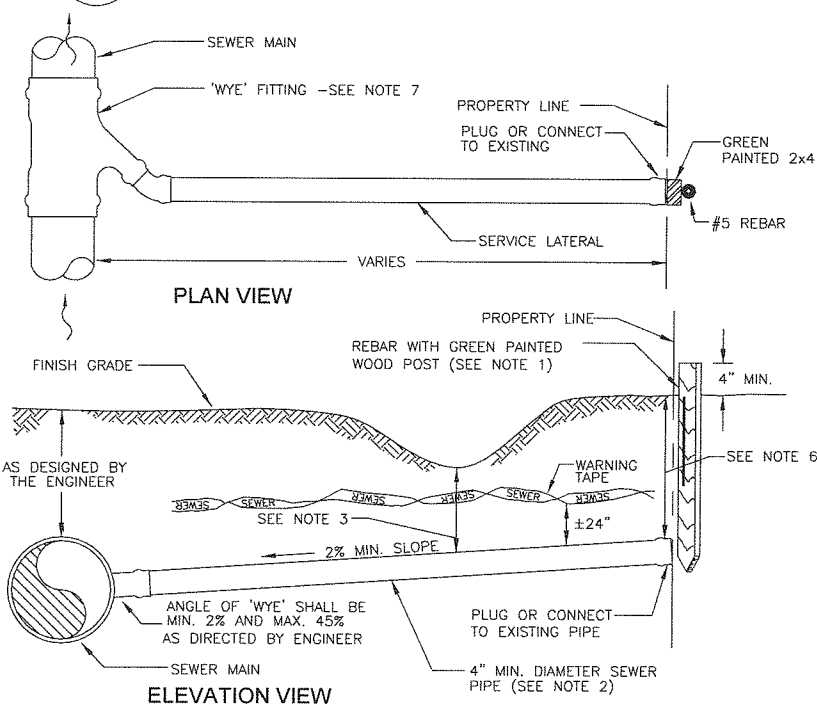 SEWER MAIN
'WYE' FITTING -SEE NOTE 7
PROPERTY LINE
PLUG OR CONNECT
TO EXISTING
GREEN
PAINTED 2x4
#5 REBAR
SERVICE LATERAL
VARIES
PLAN VIEW
PROPERTY LINE
REBAR WITH GREEN PAINTED
WOOD POST (SEE NOTE 1)
FINISH GRADE
4" MIN.
AS DESIGNED BY
THE ENGINEER
SEE NOTE 6
WARNING
TAPE
SEWER SEWER SEWER SEWER SEWER SEWER
SEE NOTE 3
±24"
2% MIN. SLOPE
ANGLE OF 'WYE' SHALL BE
MIN. 2% AND MAX. 45%
AS DIRECTED BY ENGINEER
PLUG OR CONNECT
TO EXISTING PIPE
SEWER MAIN
4" MIN. DIAMETER SEWER
PIPE (SEE NOTE 2)
ELEVATION VIEW